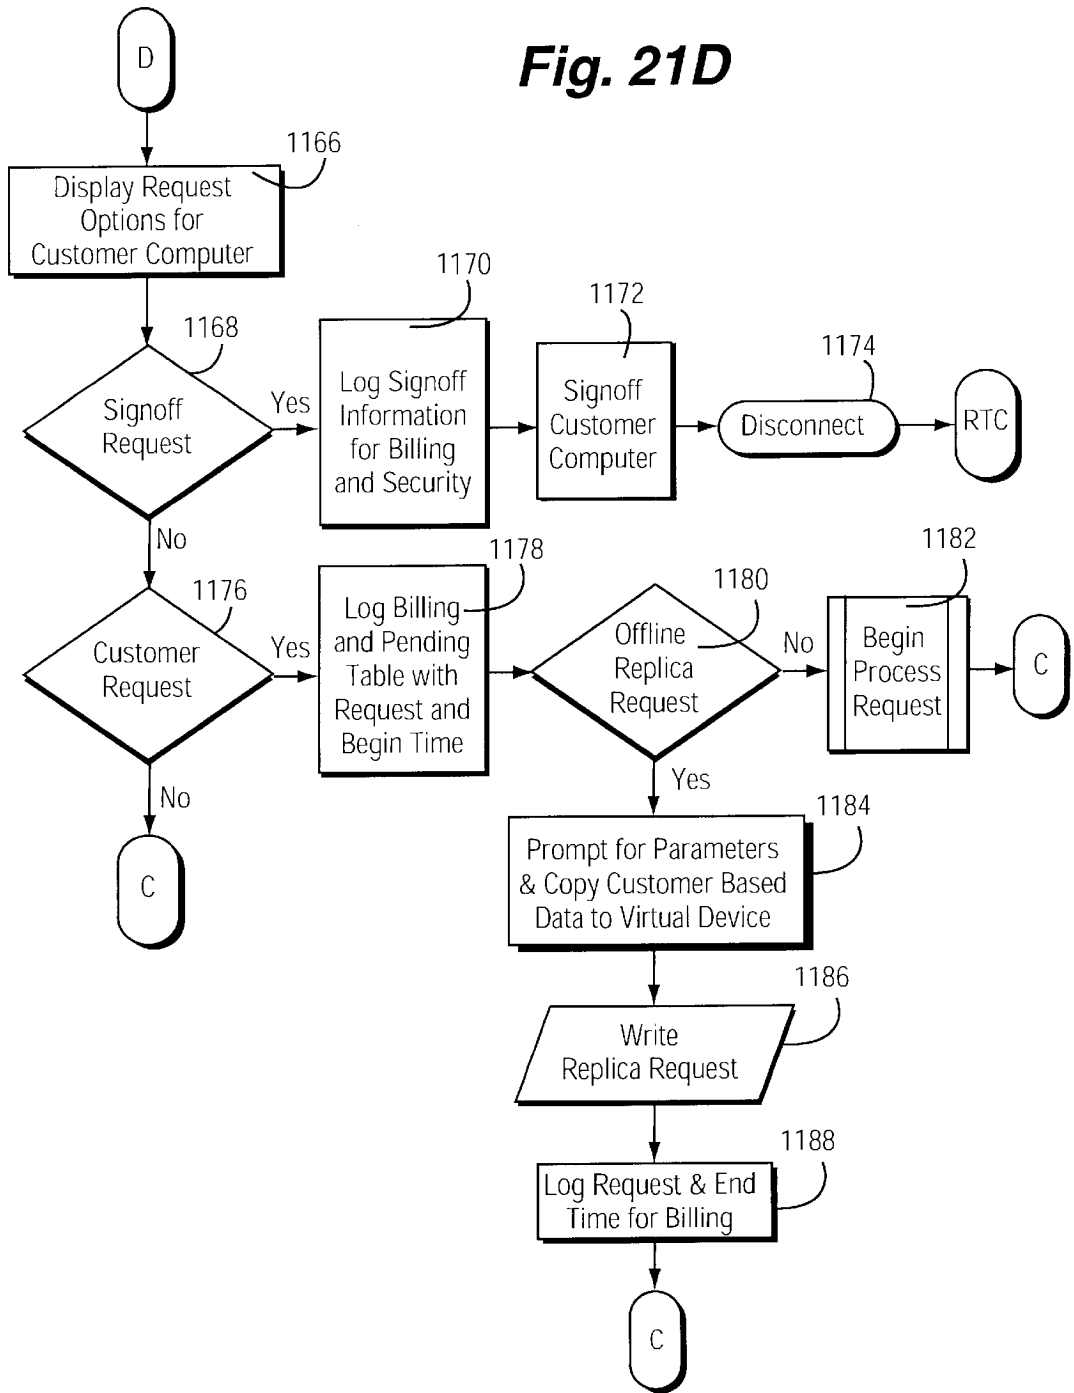 D
Fig. 21D
1166
Display Request
Options for
Customer Computer
1168
Signoff
Request
Yes
1170
Log Signoff
Information
for Billing
and Security
1172
Signoff
Customer
Computer
1174
Disconnect
RTC
No
1176
Customer
Request
Yes
1178
Log Billing
and Pending
Table with
Request and
Begin Time
1180
Offline
Replica
Request
No
1182
Begin
Process
Request
C
No
C
Yes
1184
Prompt for Parameters
& Copy Customer Based
Data to Virtual Device
1186
Write
Replica Request
1188
Log Request & End
Time for Billing
C